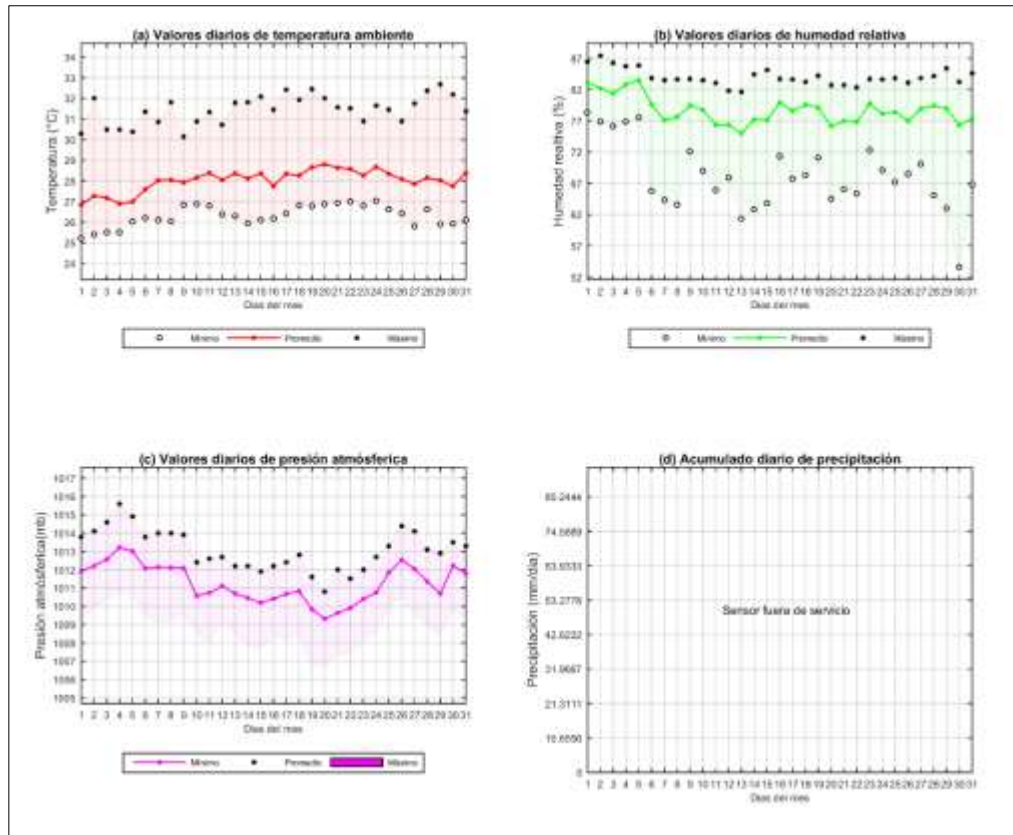 (a) Valores diarios de temperatura ambiente
Temperatura (°C)
34
33
32
31
30
29
28
27
26
25
24
1 2 3 4 5 6 7 8 9 10 11 12 13 14 15 16 17 18 19 20 21 22 23 24 25 26 27 28 29 30 31
Dias del mes
Mínimo Promedio Máximo
(b) Valores diarios de humedad relativa
Humedad realtiva (%)
87
82
77
72
67
62
57
52
1 2 3 4 5 6 7 8 9 10 11 12 13 14 15 16 17 18 19 20 21 22 23 24 25 26 27 28 29 30 31
Dias del mes
Mínimo Promedio Máximo
(c) Valores diarios de presión atmósferica
Presión atmósferica(mb)
1017
1016
1015
1014
1013
1012
1011
1010
1009
1008
1007
1006
1005
1 2 3 4 5 6 7 8 9 10 11 12 13 14 15 16 17 18 19 20 21 22 23 24 25 26 27 28 29 30 31
Dias del mes
Mínimo Promedio Máximo
(d) Acumulado diario de precipitación
Precipitación (mm/dia)
85.2444
74.5889
63.9333
53.2778
42.6222
31.9667
21.3111
0
Sensor fuera de servicio
1 2 3 4 5 6 7 8 9 10 11 12 13 14 15 16 17 18 19 20 21 22 23 24 25 26 27 28 29 30 31
Dias del mes